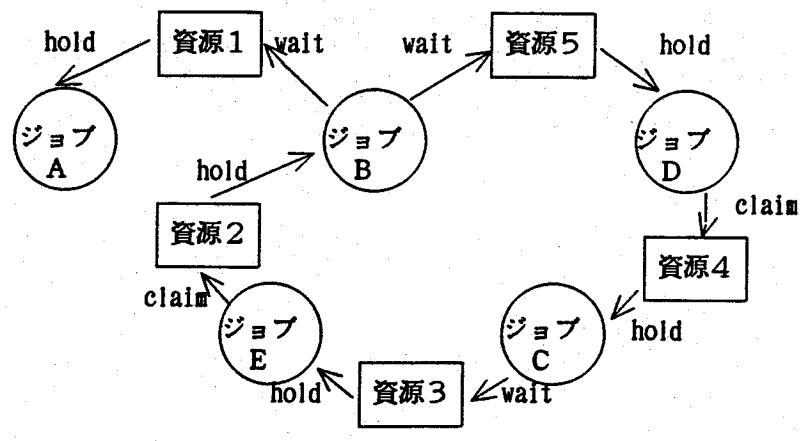 hold
資源1
wait
wait
資源5
hold
ジョブ
A
ジョブ
B
ジョブ
D
hold
claim
資源2
資源4
claim
ジョブ
E
ジョブ
C
hold
hold
資源3
wait